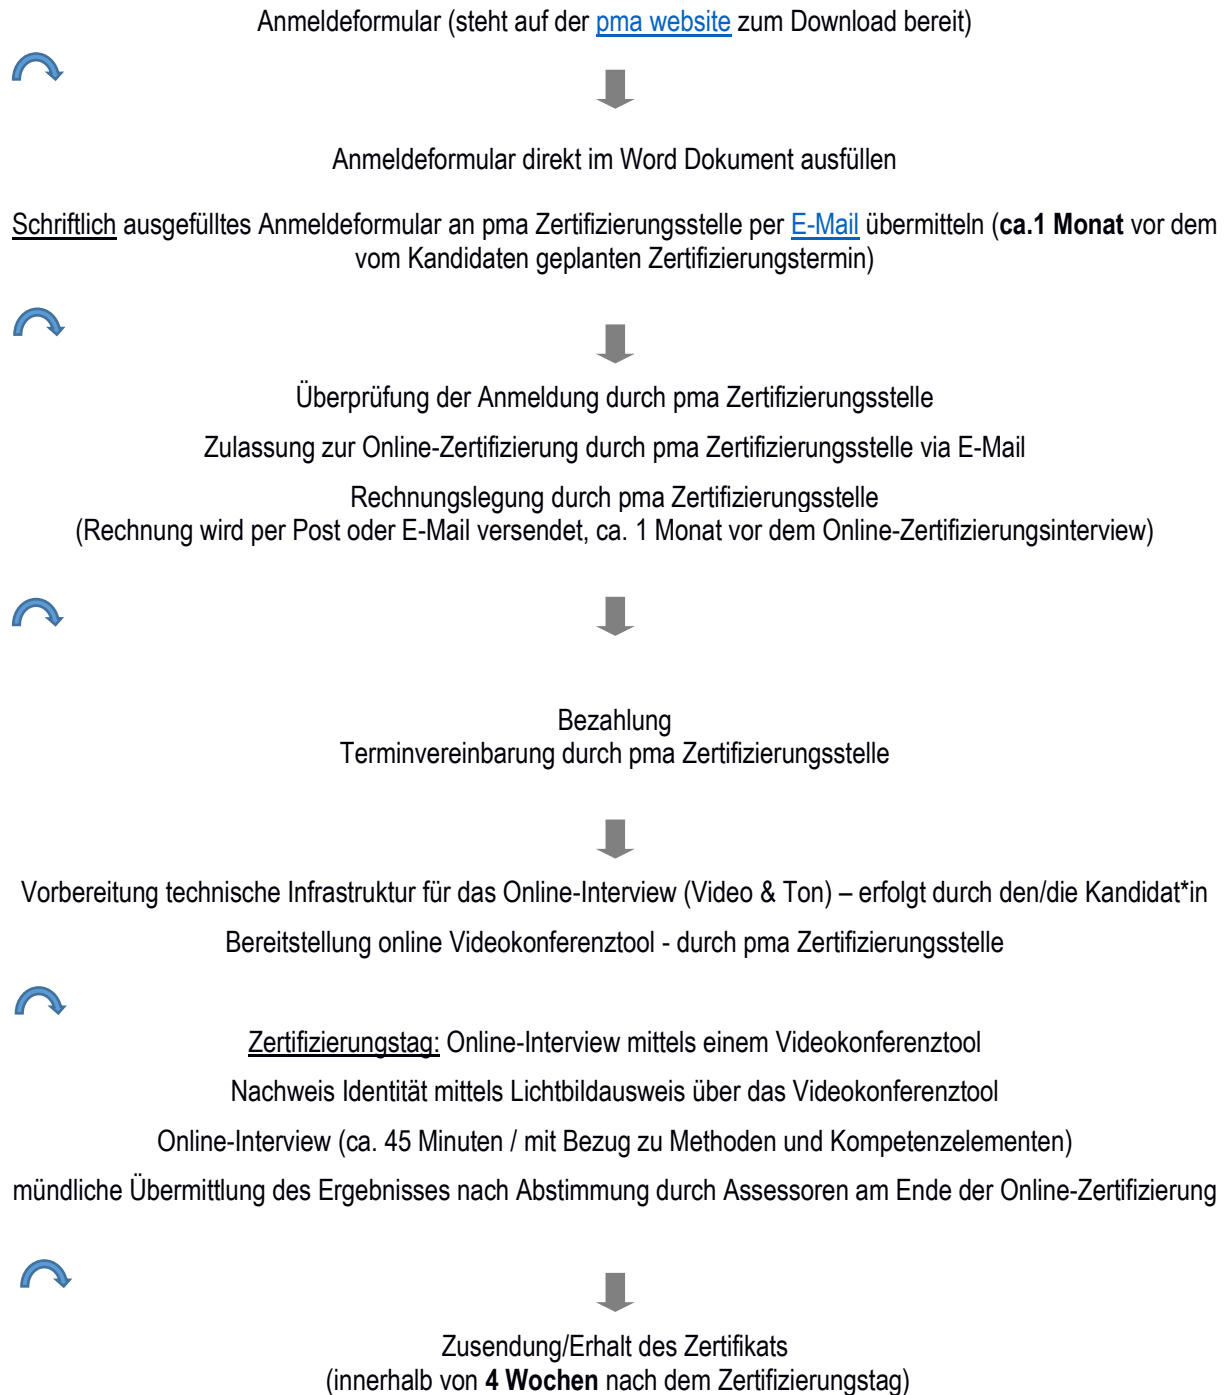 Anmeldeformular (steht auf der pma website zum Download bereit)
Anmeldeformular direkt im Word Dokument ausfüllen
Schriftlich ausgefülltes Anmeldeformular an pma Zertifizierungsstelle per E-Mail übermitteln (ca.1 Monat vor dem
vom Kandidaten geplanten Zertifizierungstermin)
Überprüfung der Anmeldung durch pma Zertifizierungsstelle
Zulassung zur Online-Zertifizierung durch pma Zertifizierungsstelle via E-Mail
Rechnungslegung durch pma Zertifizierungsstelle
(Rechnung wird per Post oder E-Mail versendet, ca. 1 Monat vor dem Online-Zertifizierungsinterview)
Bezahlung
Terminvereinbarung durch pma Zertifizierungsstelle
Vorbereitung technische Infrastruktur für das Online-Interview (Video & Ton) – erfolgt durch den/die Kandidat*in
Bereitstellung online Videokonferenztool - durch pma Zertifizierungsstelle
Zertifizierungstag: Online-Interview mittels einem Videokonferenztool
Nachweis Identität mittels Lichtbildausweis über das Videokonferenztool
Online-Interview (ca. 45 Minuten / mit Bezug zu Methoden und Kompetenzelementen)
mündliche Übermittlung des Ergebnisses nach Abstimmung durch Assessoren am Ende der Online-Zertifizierung
Zusendung/Erhalt des Zertifikats
(innerhalb von 4 Wochen nach dem Zertifizierungstag)